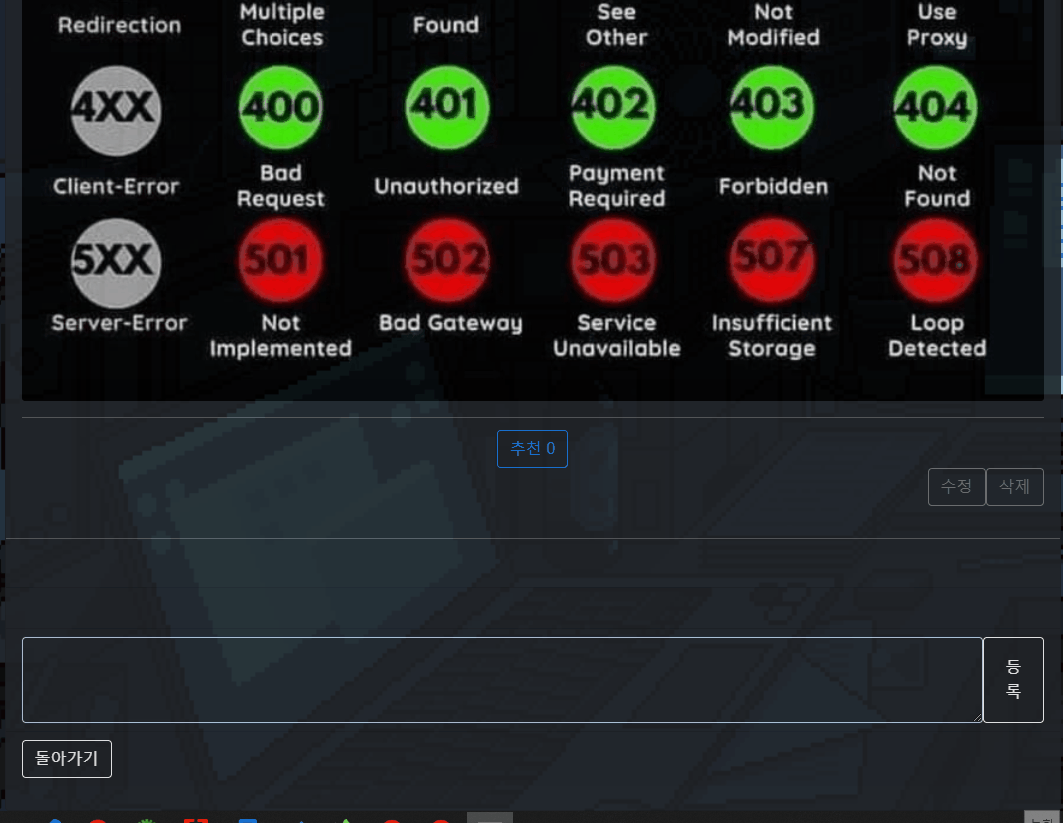 Redirection Multiple Choices Found See Other Not Modified Use Proxy
4XX 400 401 402 403 404
Client-Error Bad Request Unauthorized Payment Required Forbidden Not Found
5XX 501 502 503 507 508
Server-Error Not Implemented Bad Gateway Service Unavailable Insufficient Storage Loop Detected
추천 0
수정 삭제
등록
돌아가기